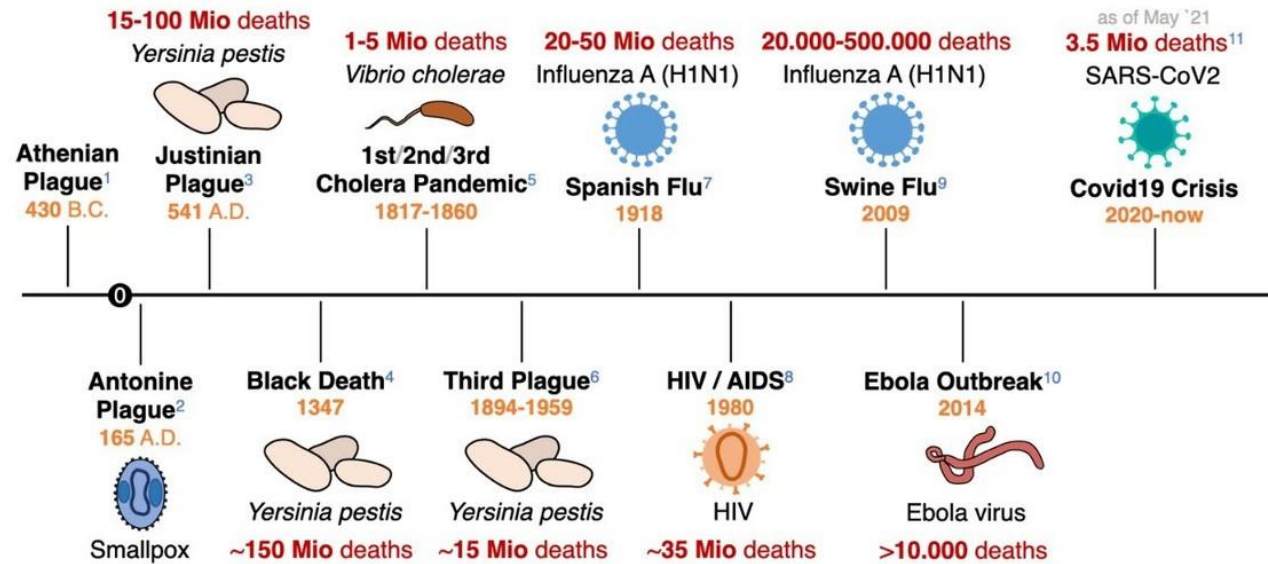 Athenian
Plague1
430 B.C.
15-100 Mio deaths
Yersinia pestis
Justinian
Plague3
541 A.D.
1-5 Mio deaths
Vibrio cholerae
1st/2nd/3rd
Cholera Pandemic5
1817-1860
20-50 Mio deaths
Influenza A (H1N1)
Spanish Flu7
1918
20.000-500.000 deaths
Influenza A (H1N1)
Swine Flu9
2009
as of May `21
3.5 Mio deaths11
SARS-CoV2
Covid19 Crisis
2020-now
0
Antonine
Plague2
165 A.D.
Smallpox
Black Death4
1347
Yersinia pestis
~150 Mio deaths
Third Plague6
1894-1959
Yersinia pestis
~15 Mio deaths
HIV / AIDS8
1980
HIV
~35 Mio deaths
Ebola Outbreak10
2014
Ebola virus
>10.000 deaths